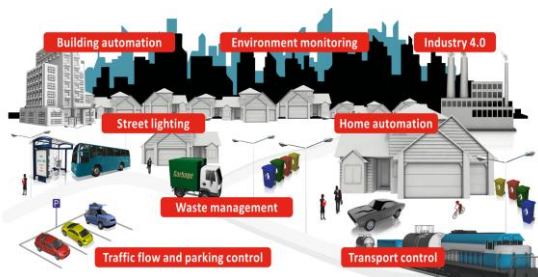 Building automation
Environment monitoring
Industry 4.0
Street lighting
Home automation
Garbage
Waste management
P
Traffic flow and parking control
Transport control